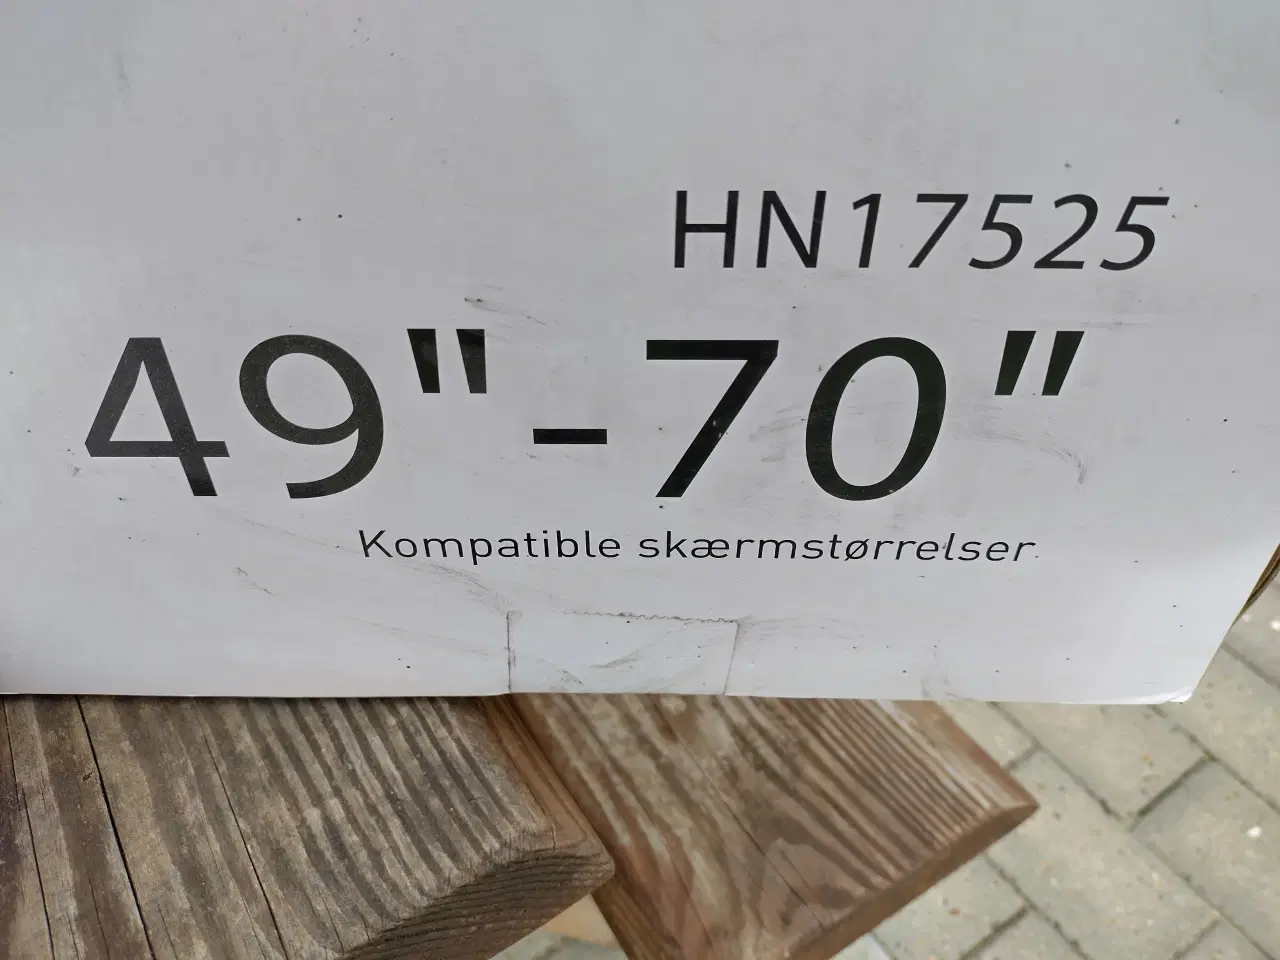 HN17525
49"-70"
Kompatible skærmstørrelser